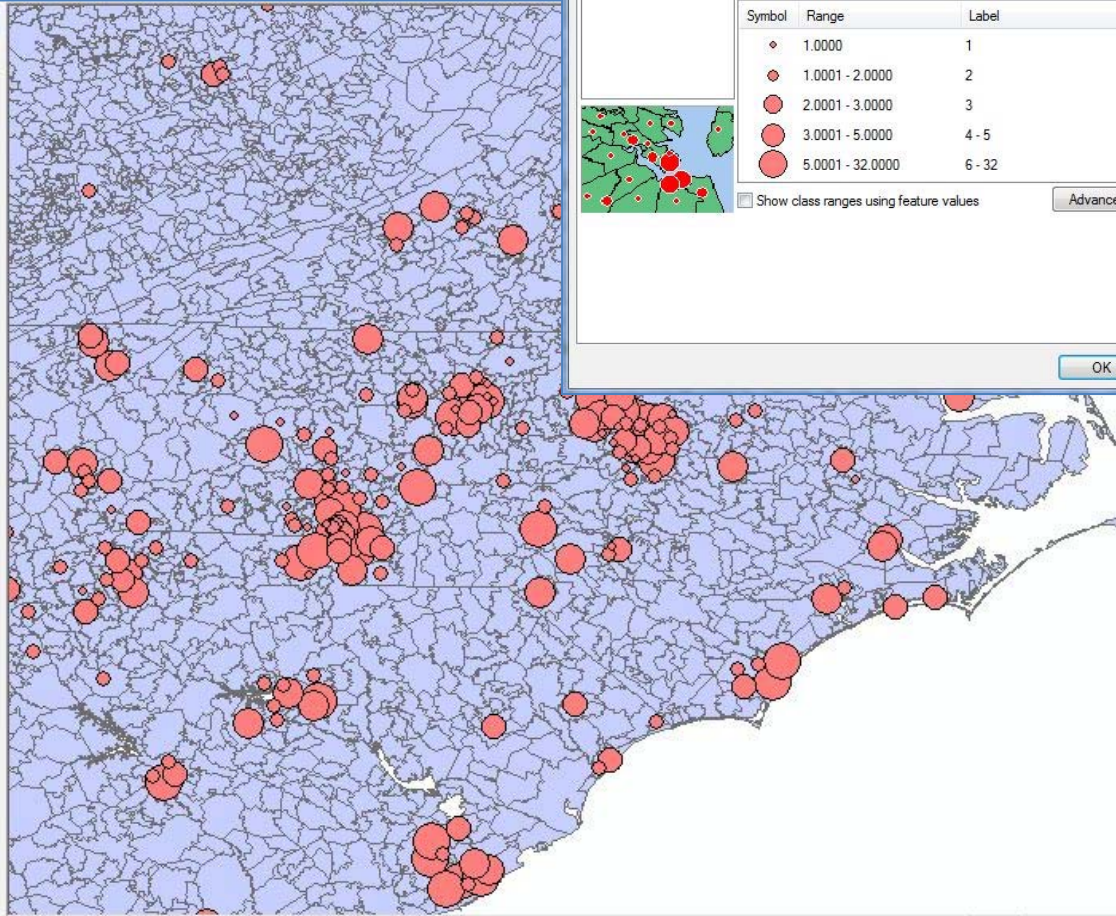 Symbol Range Label
1.0000 1
1.0001 - 2.0000 2
2.0001 - 3.0000 3
3.0001 - 5.0000 4 - 5
5.0001 - 32.0000 6 - 32
Show class ranges using feature values
Advance
OK